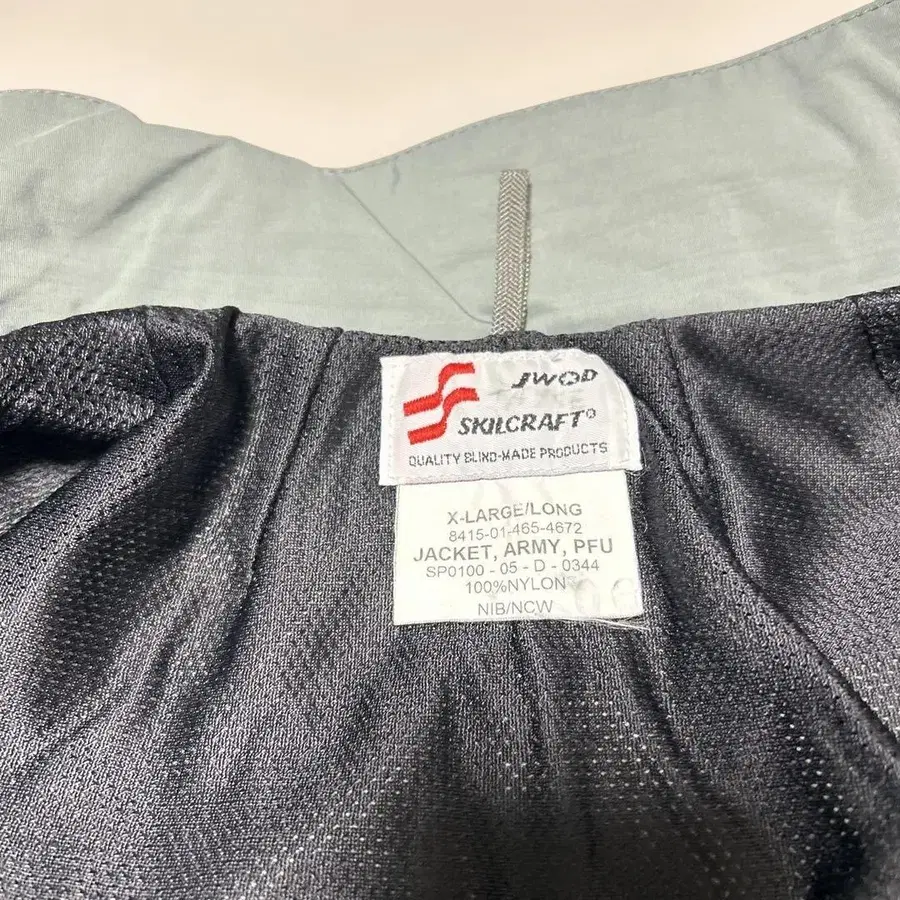 JWOD
SKILCRAFT®
QUALITY BLIND-MADE PRODUCTS
X-LARGE/LONG
8415-01-465-4672
JACKET, ARMY, PFU
SP0100 - 05 - D - 0344
100%NYLON
NIB/NCW